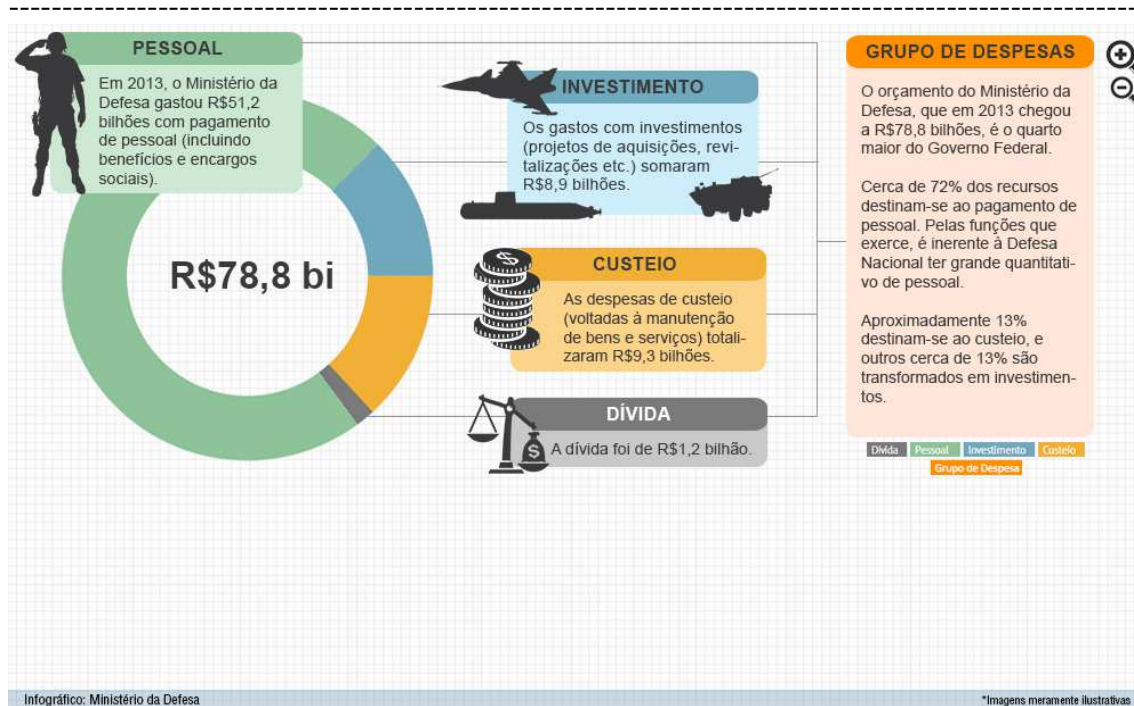 PESSOAL
Em 2013, o Ministério da
Defesa gastou R$51,2
bilhões com pagamento
de pessoal (incluindo
benefícios e encargos
sociais).
R$78,8 bi
INVESTIMENTO
Os gastos com investimentos
(projetos de aquisições, revi-
talizações etc.) somaram
R$8,9 bilhões.
CUSTEIO
As despesas de custeio
(voltadas à manutenção
de bens e serviços) totali-
zaram R$9,3 bilhões.
DÍVIDA
A dívida foi de R$1,2 bilhão.
GRUPO DE DESPESAS
O orçamento do Ministério da
Defesa, que em 2013 chegou
a R$78,8 bilhões, é o quarto
maior do Governo Federal.
Cerca de 72% dos recursos
destinam-se ao pagamento de
pessoal. Pelas funções que
exerce, é inerente à Defesa
Nacional ter grande quantitati-
vo de pessoal.
Aproximadamente 13%
destinam-se ao custeio, e
outros cerca de 13% são
transformados em investimen-
tos.
Dívida Pessoal Investimento Custeio
Grupo de Despesa
Infográfico: Ministério da Defesa
*Imagens meramente ilustrativas